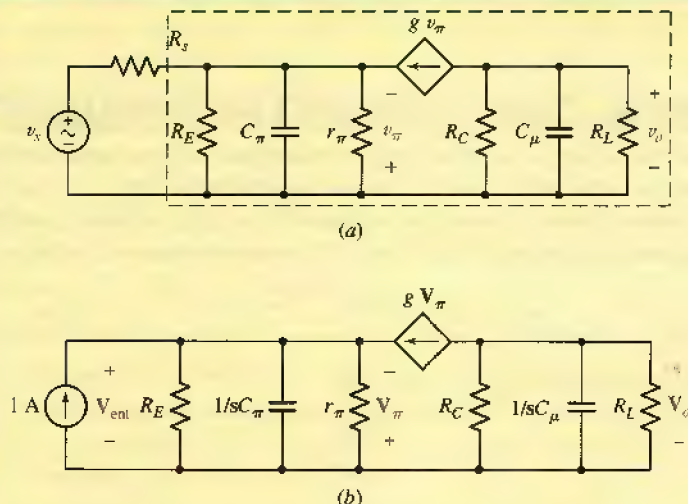 g v_π
R_s
v_s
+
~
−
R_E
C_π
r_π
−
v_π
+
R_C
C_μ
R_L
+
v_o
−
(a)
g V_π
1 A
+
V_ent
−
R_E
1/sC_π
r_π
−
V_π
+
R_C
1/sC_μ
R_L
V_o
−
(b)